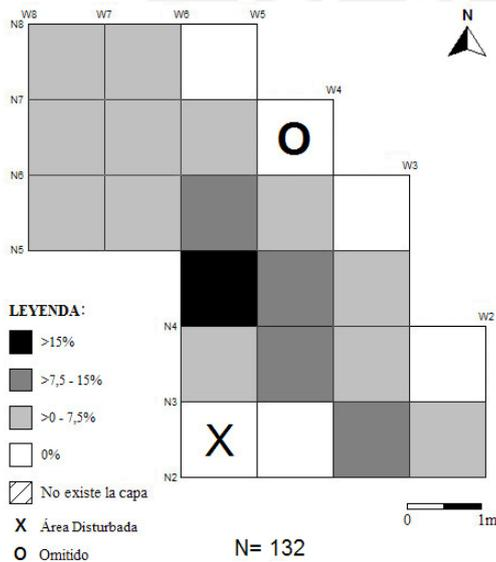 W8 W7 W6 W5
N8
N
N7
W4
O
N6
W3
N5
LEYENDA:
>15%
N4
W2
>7,5 - 15%
N3
>0 - 7,5%
X
0%
N2
No existe la capa
X Área Disturbada
0 1m
O Omitido
N= 132